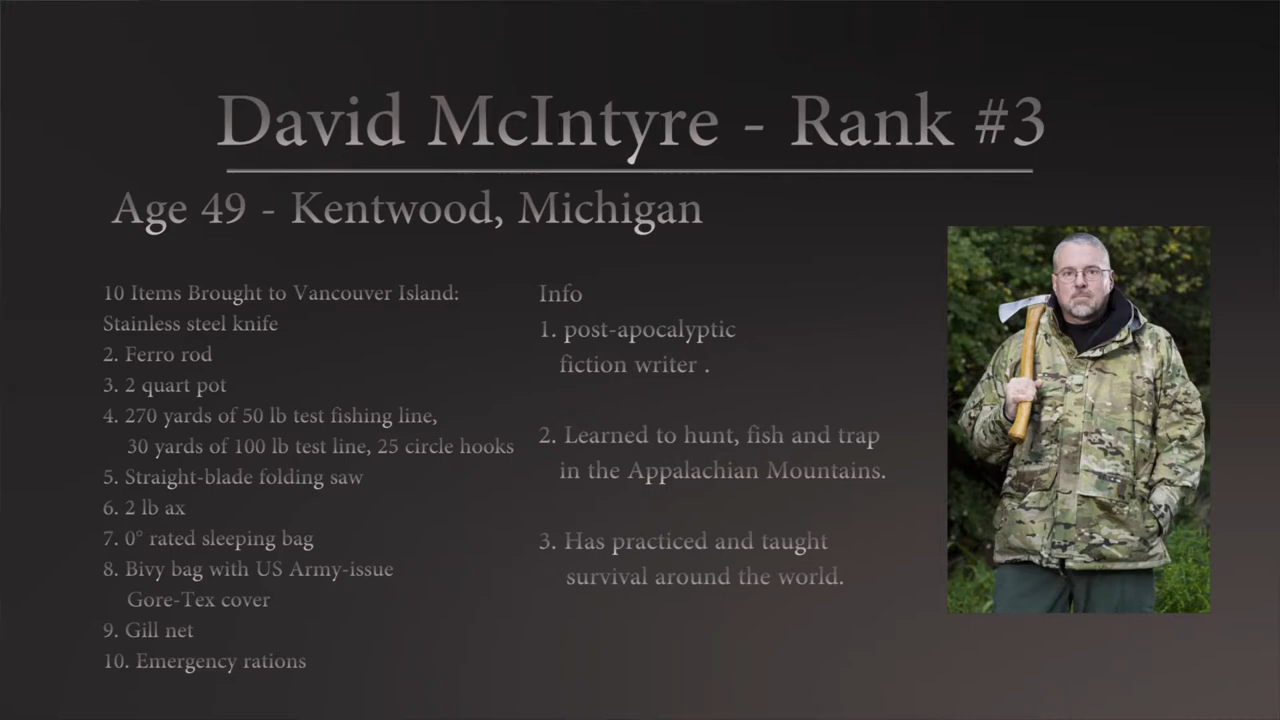 David McIntyre - Rank #3
Age 49 - Kentwood, Michigan
10 Items Brought to Vancouver Island:
Stainless steel knife
2. Ferro rod
3. 2 quart pot
4. 270 yards of 50 lb test fishing line,
30 yards of 100 lb test line, 25 circle hooks
5. Straight-blade folding saw
6. 2 lb ax
7. 0° rated sleeping bag
8. Bivy bag with US Army-issue
Gore-Tex cover
9. Gill net
10. Emergency rations
Info
1. post-apocalyptic
fiction writer .
2. Learned to hunt, fish and trap
in the Appalachian Mountains.
3. Has practiced and taught
survival around the world.